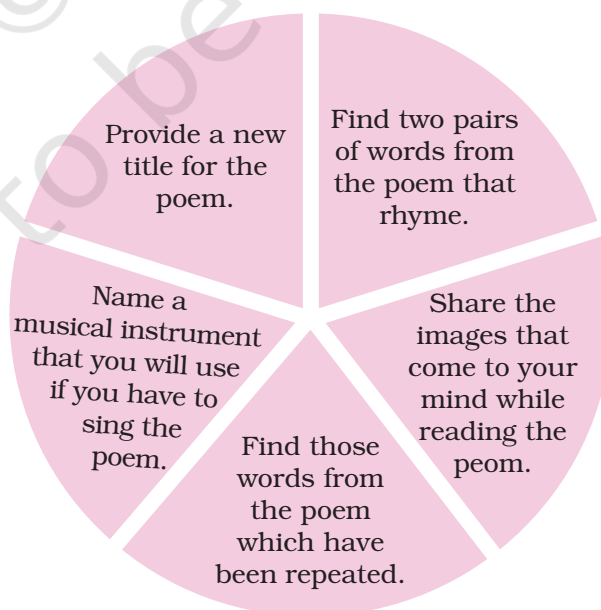 Provide a new
title for the
poem.
Find two pairs
of words from
the poem that
rhyme.
Name a
musical instrument
that you will use
if you have to
sing the
poem.
Share the
images that
come to your
mind while
reading the
peom.
Find those
words from
the poem
which have
been repeated.
©
to be